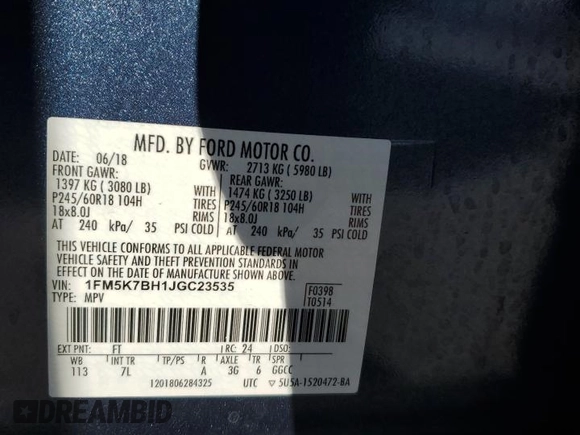 MFD. BY FORD MOTOR CO.
DATE: 06/18 GVWR: 2713 KG ( 5980 LB)
FRONT GAWR: REAR GAWR:
1397 KG ( 3080 LB) WITH 1474 KG ( 3250 LB) WITH
P245/60R18 104H TIRES P245/60R18 104H TIRES
18x8.0J RIMS 18x8.0J RIMS
AT 240 kPa/ 35 PSI COLD AT 240 kPa/ 35 PSI COLD
THIS VEHICLE CONFORMS TO ALL APPLICABLE FEDERAL MOTOR
VEHICLE SAFETY AND THEFT PREVENTION STANDARDS IN
EFFECT ON THE DATE OF MANUFACTURE SHOWN ABOVE.
VIN: 1FM5K7BH1JGC23535 F0398
TYPE: MPV T0514
EXT PNT: FT RC: 24 DSO:
WB INT TR TP/PS R AXLE TR SPR
113 7L A 3G 6 GGCC
1201806284325 UTC ▽ 5U5A-1520472-BA
DREAMBID